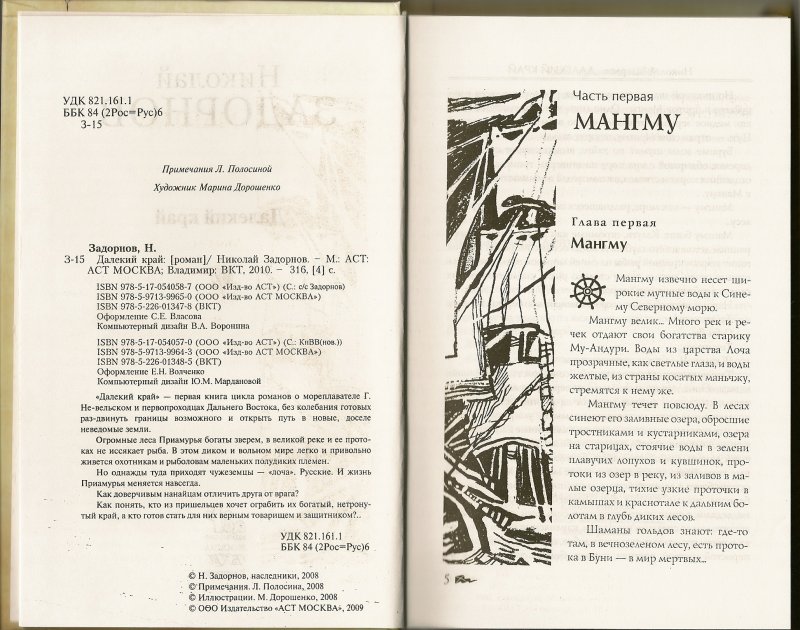 УДК 821.161.1
ББК 84 (2Рос=Рус)6
З-15
Примечания Л. Полосиной
Художник Марина Дорошенко
Задорнов, Н.
З-15 Далекий край: [роман]/ Николай Задорнов. – М.: АСТ:
АСТ МОСКВА; Владимир: ВКТ, 2010. – 316, [4] с.
ISBN 978-5-17-054058-7 (ООО «Изд-во АСТ») (С.: с/с Задорнов)
ISBN 978-5-9713-9965-0 (ООО «Изд-во АСТ МОСКВА»)
ISBN 978-5-226-01347-8 (ВКТ)
Оформление С.Е. Власова
Компьютерный дизайн В.А. Воронина
ISBN 978-5-17-054057-0 (ООО «Изд-во АСТ») (С.: КпВВ(нов.))
ISBN 978-5-9713-9964-3 (ООО «Изд-во АСТ МОСКВА»)
ISBN 978-5-226-01348-5 (ВКТ)
Оформление Е.Н. Волченко
Компьютерный дизайн Ю.М. Мардановой
«Далекий край» — первая книга цикла романов о мореплавателе Г.
Не-вельском и первопроходцах Дальнего Востока, без колебания готовых
раз-двинуть границы возможного и открыть путь в новые, доселе
неведомые земли.
Огромные леса Приамурья богаты зверем, в великой реке и ее прото-
ках не иссякает рыба. В этом диком и вольном мире легко и привольно
живется охотникам и рыболовам маленьких полудиких племен.
Но однажды туда приходят чужеземцы — «лоча». Русские. И жизнь
Приамурья меняется навсегда.
Как доверчивым нанайцам отличить друга от врага?
Как понять, кто из пришельцев хочет ограбить их богатый, нетрону-
тый край, а кто готов стать для них верным товарищем и защитником?..
УДК 821.161.1
ББК 84 (2Рос=Рус)6
© Н. Задорнов, наследники, 2008
© Примечания. Л. Полосина, 2008
© Иллюстрации. М. Дорошенко, 2008
© ООО Издательство «АСТ МОСКВА», 2009
Часть первая
МАНГМУ
Глава первая
Мангму
Мангму извечно несет ши-
рокие мутные воды к Сине-
му Северному морю.
Мангму велик... Много рек и ре-
чек отдают свои богатства старику
Му-Андури. Воды из царства Лоча
прозрачные, как светлые глаза, и воды
желтые, из страны косатых маньчжу,
стремятся к нему же.
Мангму течет повсюду. В лесах
синеют его заливные озера, обросшие
тростниками и кустарниками, озера
на старицах, стоячие воды в зелени
плавучих лопухов и кувшинок, про-
токи из озер в реку, из заливов в ма-
лые озерца, тихие узкие проточки в
камышах и краснотале к дальним бо-
лотам в глубь диких лесов.
Шаманы гольдов знают: где-то
там, в вечнозеленом лесу, есть прото-
ка в Буни — в мир мертвых...
5